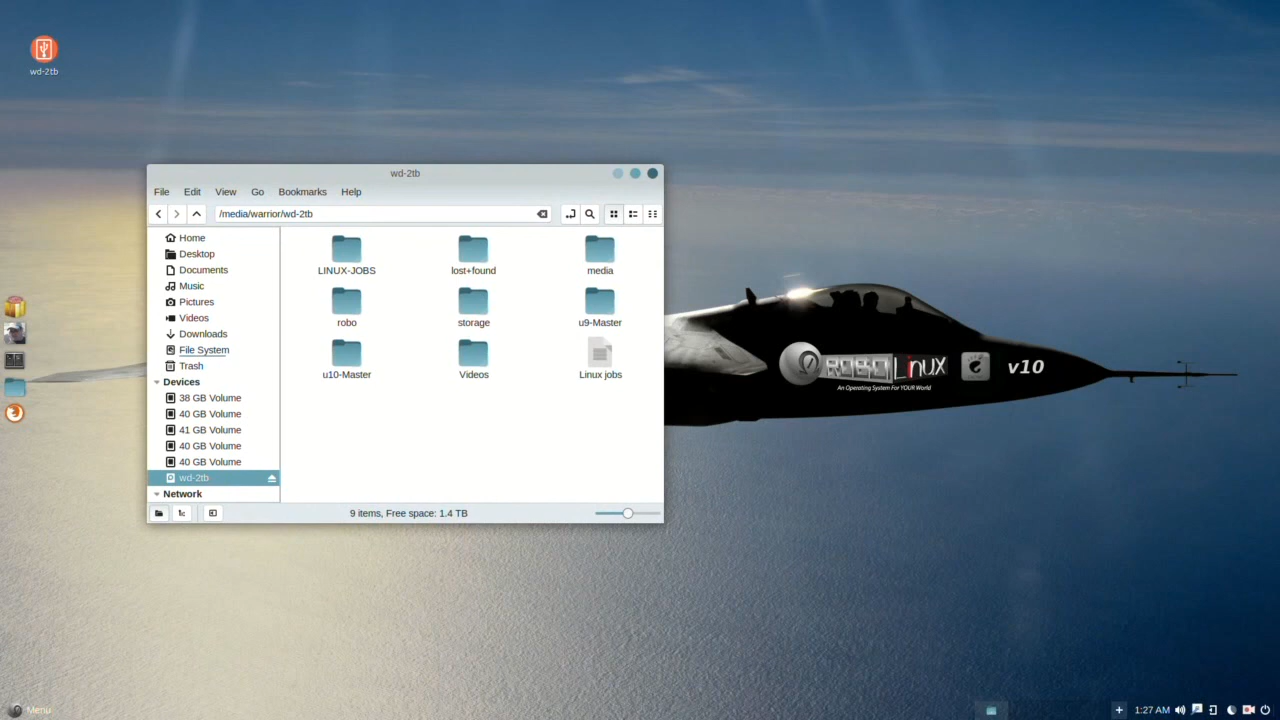 wd-2tb
wd-2tb
File Edit View Go Bookmarks Help
/media/warrior/wd-2tb
Home
Desktop
Documents
Music
Pictures
Videos
Downloads
File System
Trash
Devices
38 GB Volume
40 GB Volume
41 GB Volume
40 GB Volume
40 GB Volume
wd-2tb
Network
LINUX-JOBS lost+found media
robo storage u9-Master
u10-Master Videos Linux jobs
9 items, Free space: 1.4 TB
ROBOLinux v10
An Operating System For YOUR World
Menu
1:27 AM